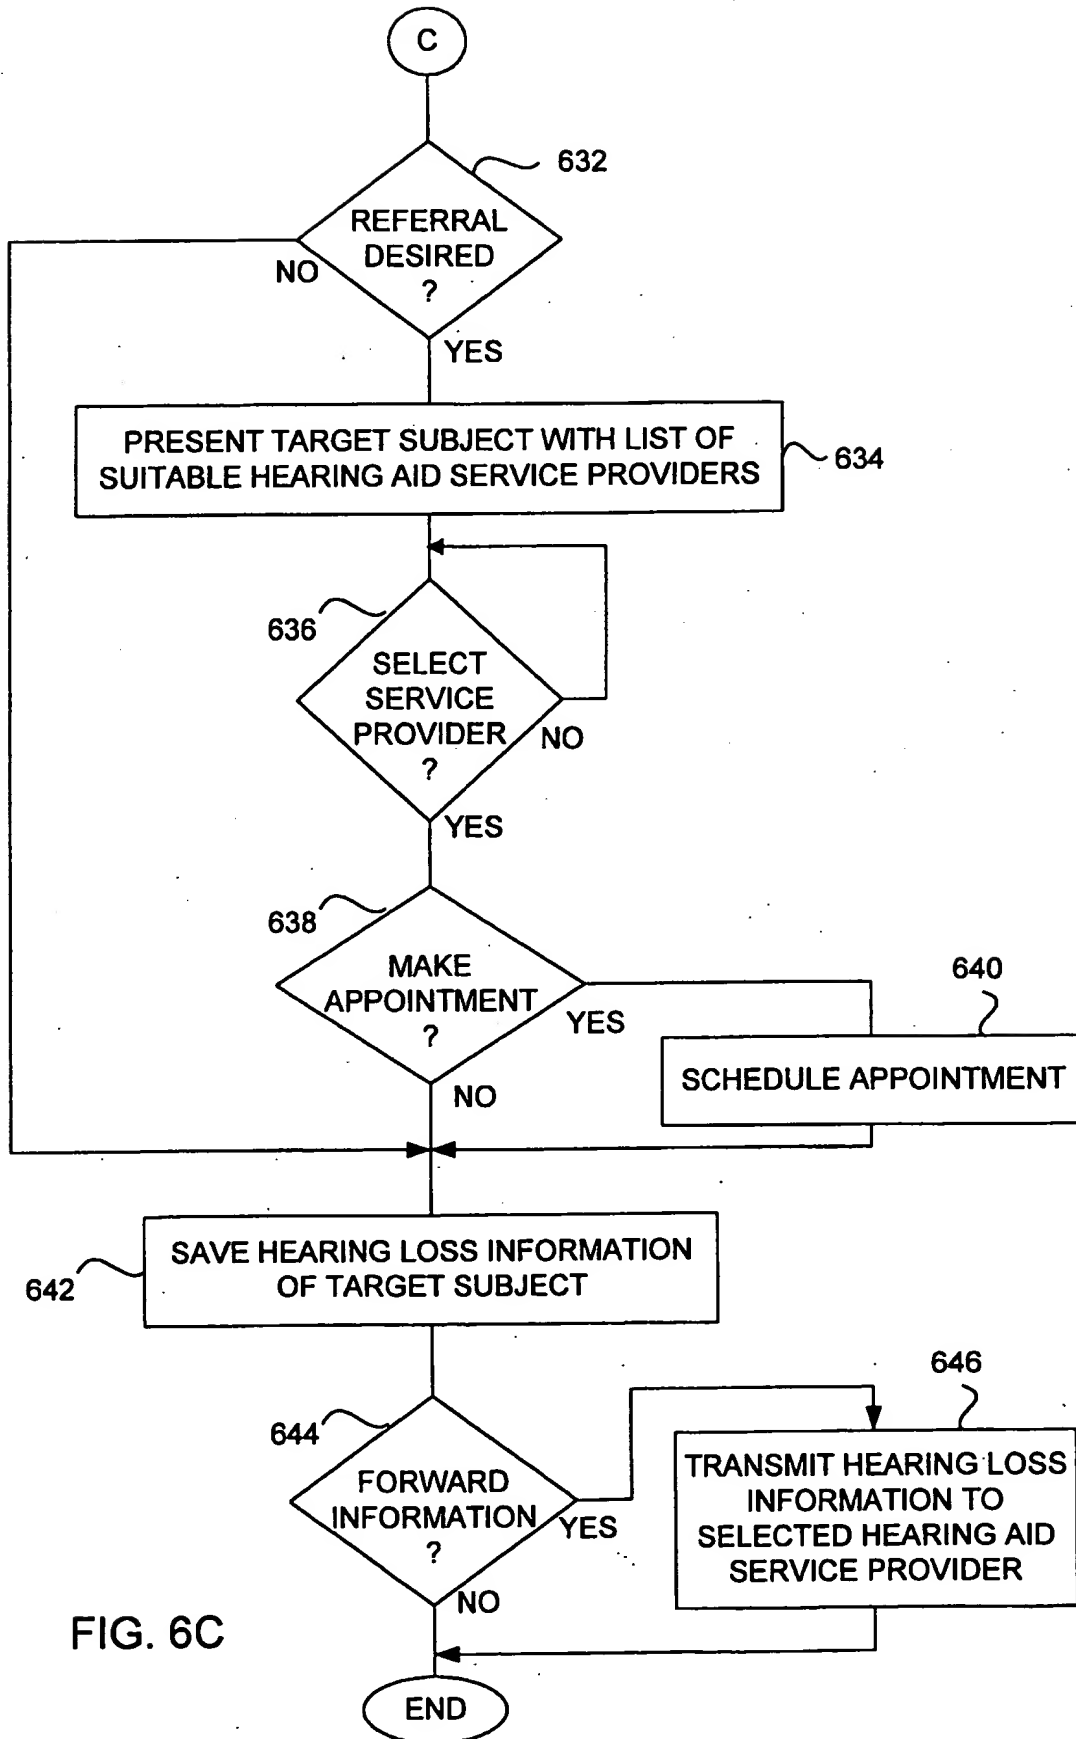 C
632
REFERRAL
DESIRED
?
NO
YES
PRESENT TARGET SUBJECT WITH LIST OF
SUITABLE HEARING AID SERVICE PROVIDERS
634
636
SELECT
SERVICE
PROVIDER
?
NO
YES
638
MAKE
APPOINTMENT
?
YES
NO
640
SCHEDULE APPOINTMENT
SAVE HEARING LOSS INFORMATION
OF TARGET SUBJECT
642
644
FORWARD
INFORMATION
?
YES
NO
646
TRANSMIT HEARING LOSS
INFORMATION TO
SELECTED HEARING AID
SERVICE PROVIDER
FIG. 6C
END